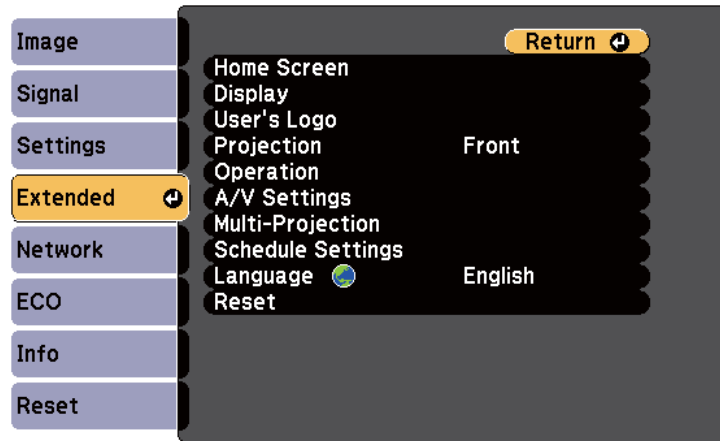 Image
Signal
Settings
Extended
Network
ECO
Info
Reset
Return
Home Screen
Display
User's Logo
Projection Front
Operation
A/V Settings
Multi-Projection
Schedule Settings
Language English
Reset